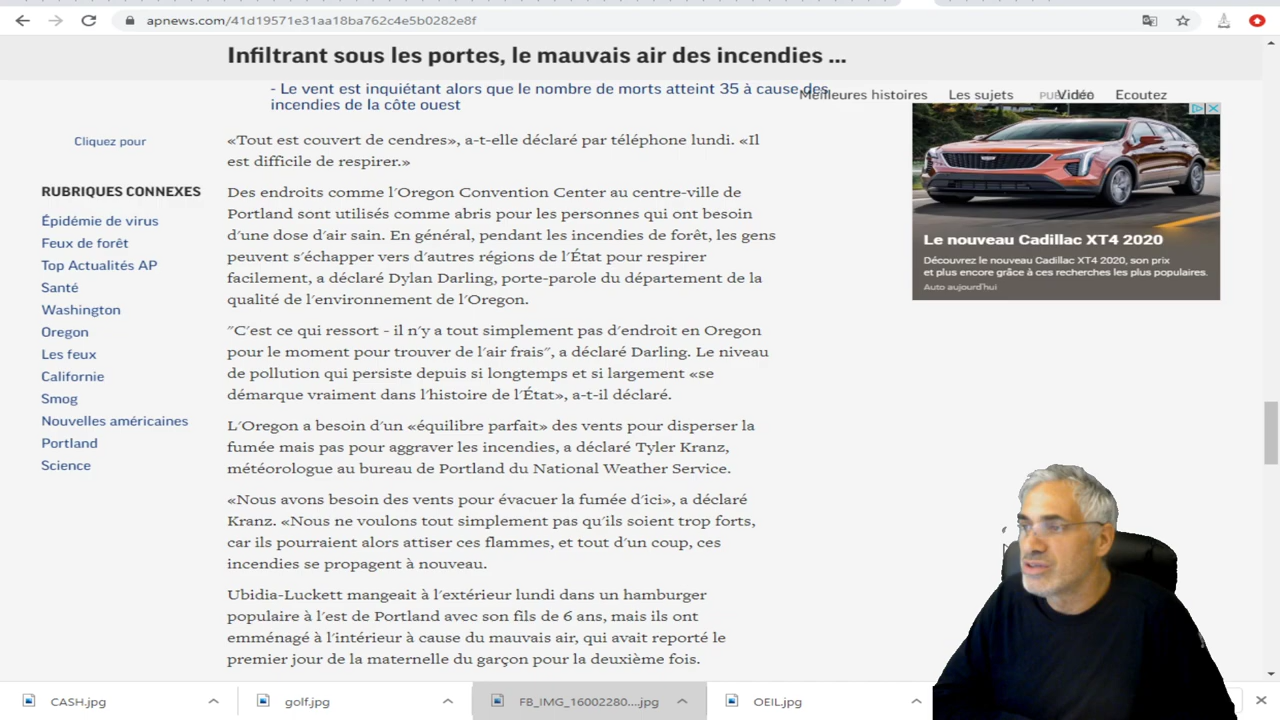 apnews.com/41d19571e31aa18ba762c4e5b0282e8f
Infiltrant sous les portes, le mauvais air des incendies ...
- Le vent est inquiétant alors que le nombre de morts atteint 35 à cause des
incendies de la côte ouest
Meilleures histoires
Les sujets
Vidéo
Ecoutez
Cliquez pour
RUBRIQUES CONNEXES
Épidémie de virus
Feux de forêt
Top Actualités AP
Santé
Washington
Oregon
Les feux
Californie
Smog
Nouvelles américaines
Portland
Science
«Tout est couvert de cendres», a-t-elle déclaré par téléphone lundi. «Il
est difficile de respirer.»
Des endroits comme l'Oregon Convention Center au centre-ville de
Portland sont utilisés comme abris pour les personnes qui ont besoin
d'une dose d'air sain. En général, pendant les incendies de forêt, les gens
peuvent s'échapper vers d'autres régions de l'État pour respirer
facilement, a déclaré Dylan Darling, porte-parole du département de la
qualité de l'environnement de l'Oregon.
"C'est ce qui ressort - il n'y a tout simplement pas d'endroit en Oregon
pour le moment pour trouver de l'air frais", a déclaré Darling. Le niveau
de pollution qui persiste depuis si longtemps et si largement «se
démarque vraiment dans l'histoire de l'État», a-t-il déclaré.
L'Oregon a besoin d'un «équilibre parfait» des vents pour disperser la
fumée mais pas pour aggraver les incendies, a déclaré Tyler Kranz,
météorologue au bureau de Portland du National Weather Service.
«Nous avons besoin des vents pour évacuer la fumée d'ici», a déclaré
Kranz. «Nous ne voulons tout simplement pas qu'ils soient trop forts,
car ils pourraient alors attiser ces flammes, et tout d'un coup, ces
incendies se propagent à nouveau.
Ubidia-Luckett mangeait à l'extérieur lundi dans un hamburger
populaire à l'est de Portland avec son fils de 6 ans, mais ils ont
emménagé à l'intérieur à cause du mauvais air, qui avait reporté le
premier jour de la maternelle du garçon pour la deuxième fois.
Le nouveau Cadillac XT4 2020
Découvrez le nouveau Cadillac XT4 2020, son prix
et plus encore grâce à ces recherches les plus populaires.
Auto aujourd'hui
CASH.jpg
golf.jpg
FB_IMG_16002280....jpg
OEIL.jpg